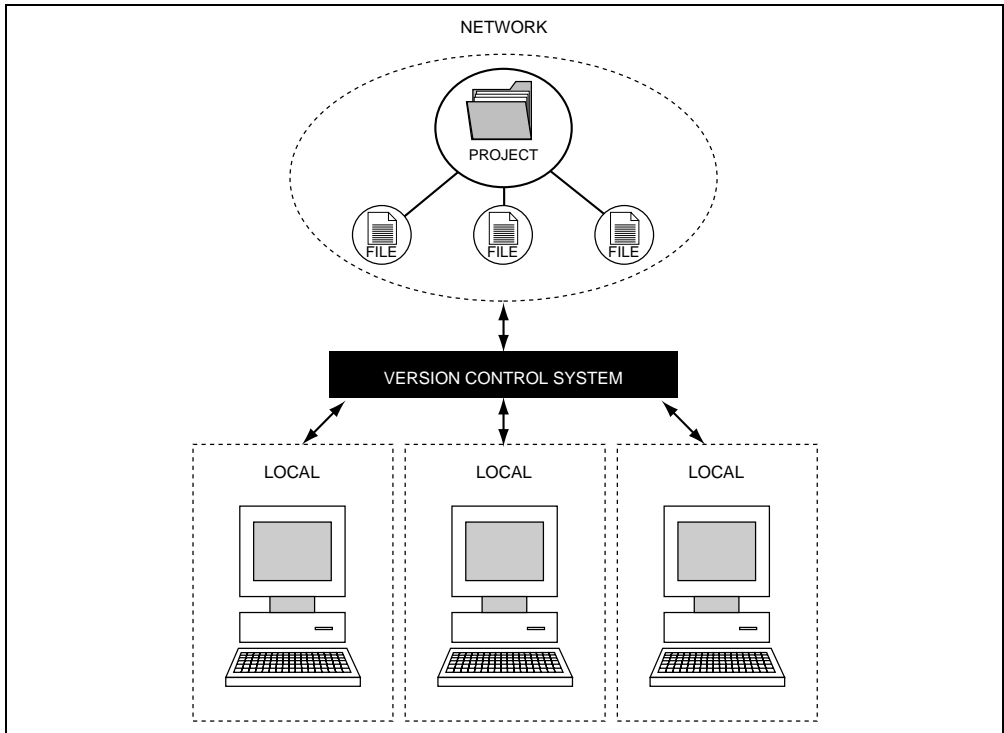 NETWORK
PROJECT
FILE FILE FILE
VERSION CONTROL SYSTEM
LOCAL LOCAL LOCAL